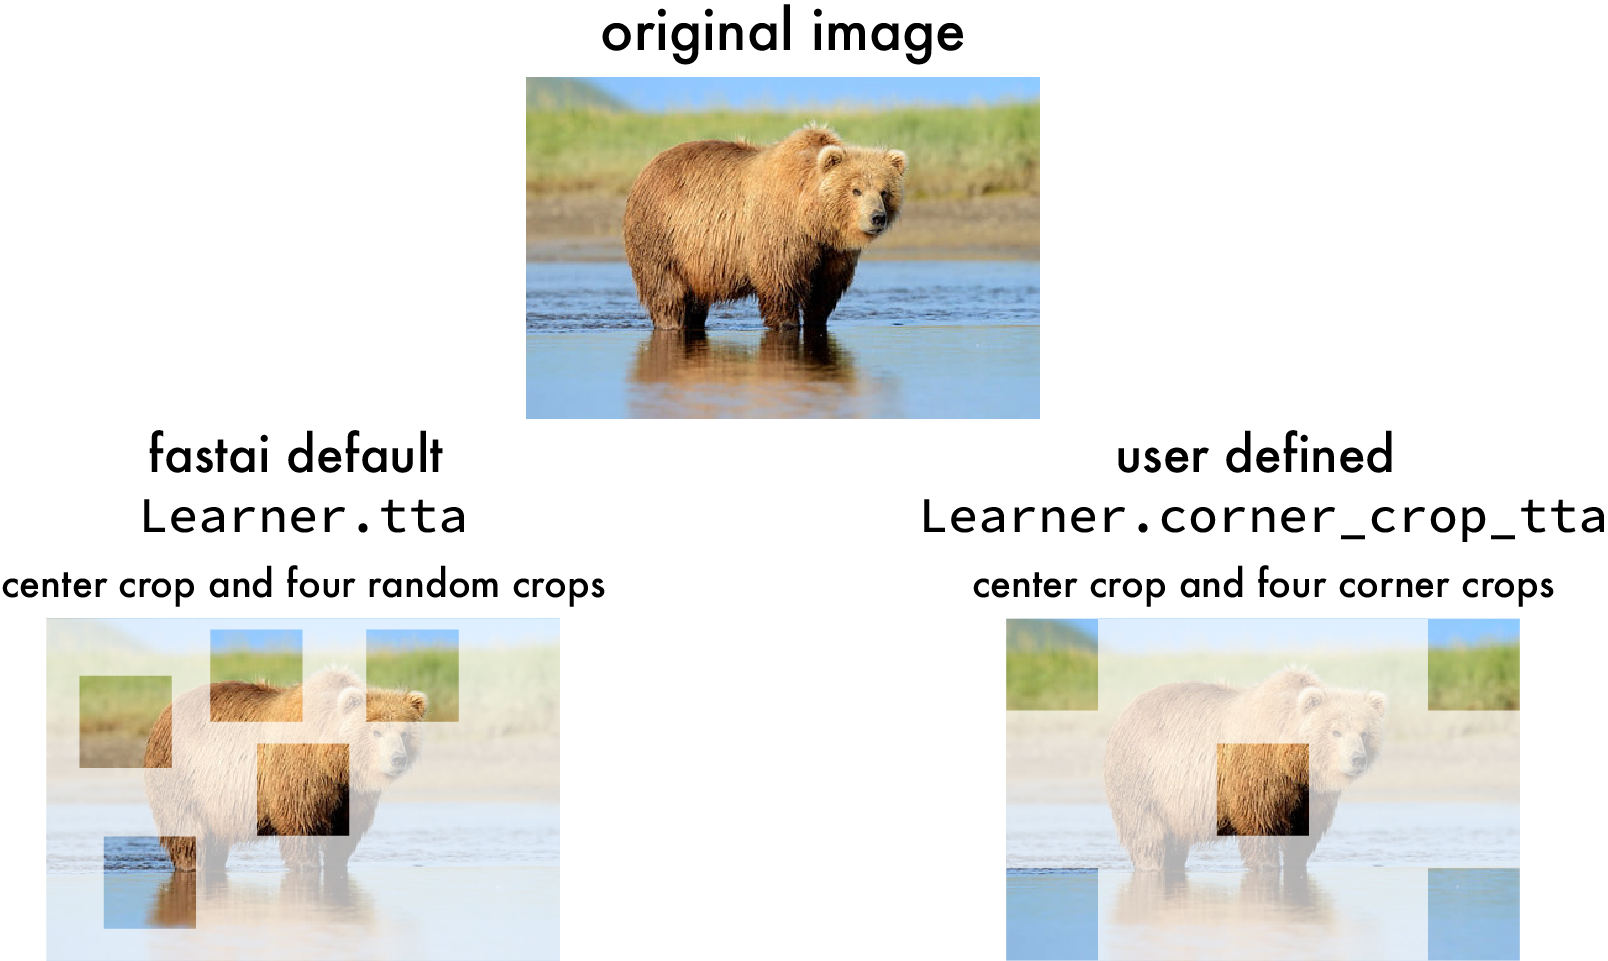 original image
fastai default
Learner.tta
center crop and four random crops
user defined
Learner.corner_crop_tta
center crop and four corner crops